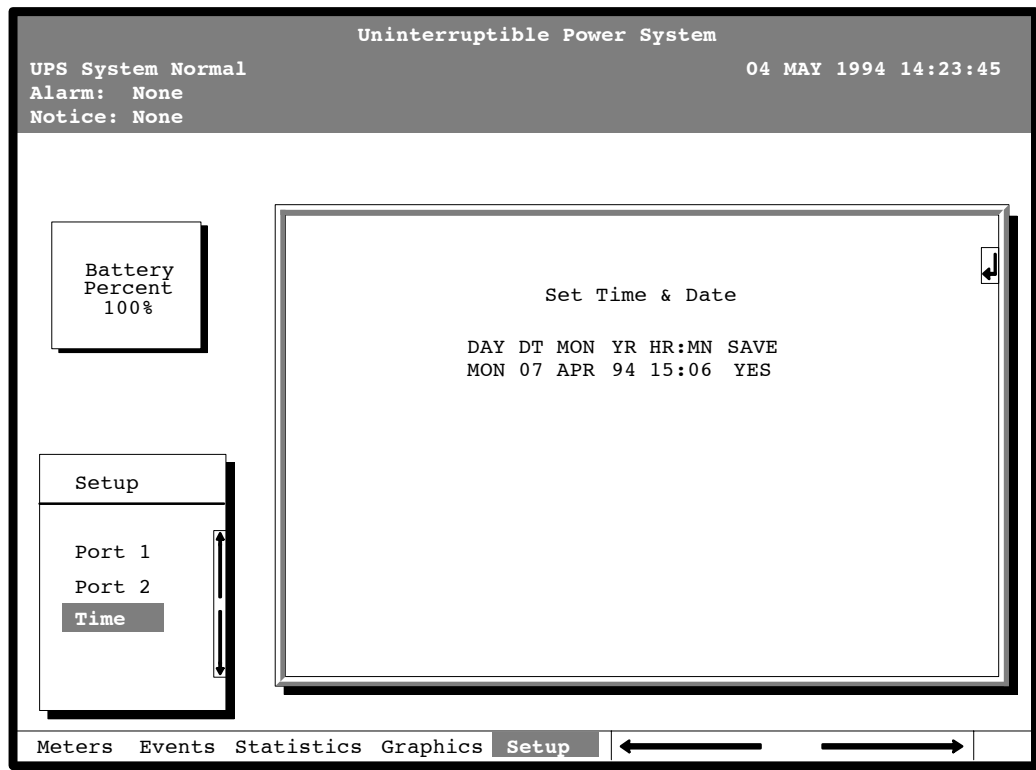 Uninterruptible Power System
UPS System Normal 04 MAY 1994 14:23:45
Alarm: None
Notice: None
Battery
Percent
100%
Set Time & Date
DAY DT MON YR HR:MN SAVE
MON 07 APR 94 15:06 YES
Setup
Port 1
Port 2
Time
Meters Events Statistics Graphics Setup